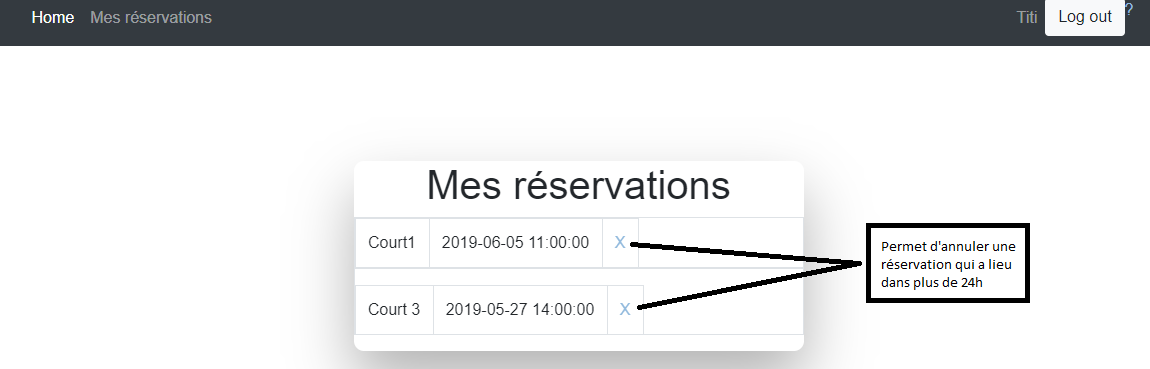 Home Mes réservations Titi Log out ?
Mes réservations
Court1 2019-06-05 11:00:00 X
Court 3 2019-05-27 14:00:00 X
Permet d'annuler une
réservation qui a lieu
dans plus de 24h